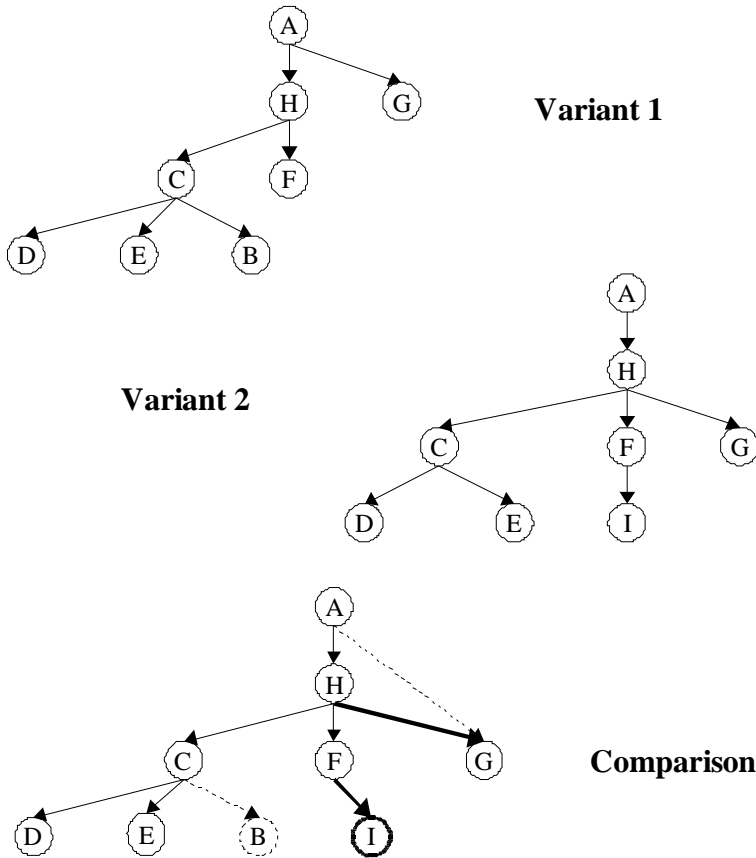 A
H G
Variant 1
C F
D E B
A
H
Variant 2
C F G
D E I
A
H
C F G
Comparison
D E B I